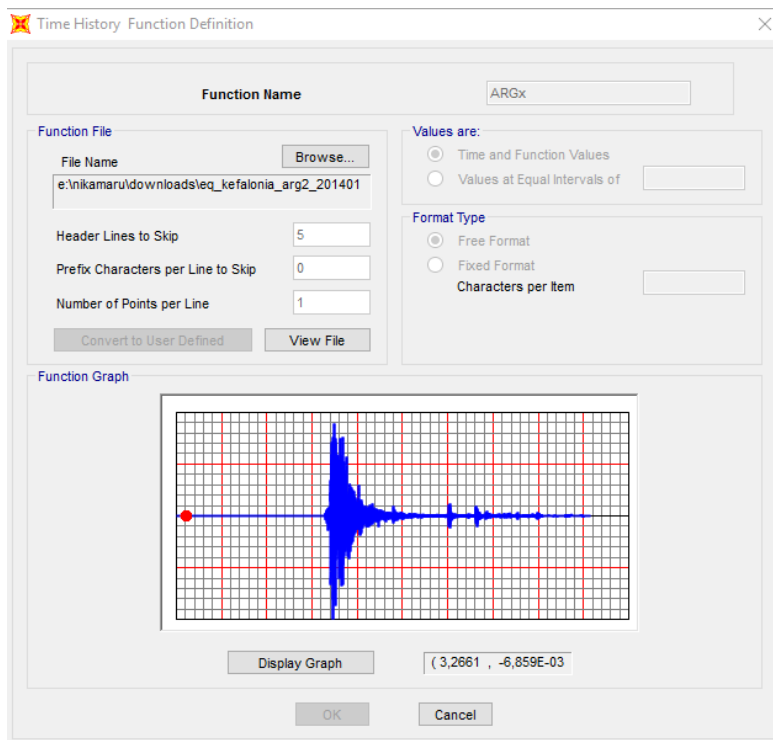 Time History Function Definition
Function Name
ARGx
Function File
File Name
Browse...
e:\nikamaru\downloads\eq_kefalonia_arg2_201401
Header Lines to Skip
5
Prefix Characters per Line to Skip
0
Number of Points per Line
1
Convert to User Defined
View File
Values are:
Time and Function Values
Values at Equal Intervals of
Format Type
Free Format
Fixed Format
Characters per Item
Function Graph
Display Graph
( 3,2661 , -6,859E-03
OK
Cancel